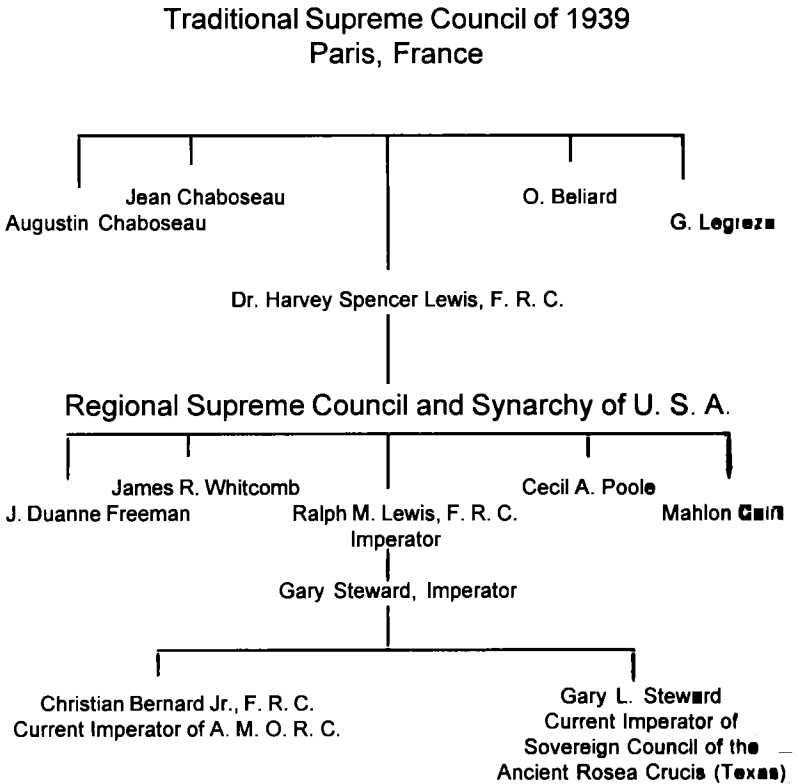 Traditional Supreme Council of 1939
Paris, France
Jean Chaboseau
O. Beliard
Augustin Chaboseau
G. Legreze
Dr. Harvey Spencer Lewis, F. R. C.
Regional Supreme Council and Synarchy of U. S. A.
James R. Whitcomb
Cecil A. Poole
J. Duanne Freeman
Ralph M. Lewis, F. R. C.
Mahlon
Imperator
Gary Steward, Imperator
Christian Bernard Jr., F. R. C.
Current Imperator of A. M. O. R. C.
Gary L. Steward
Current Imperator of
Sovereign Council of the
Ancient Rosea Crucis (Texas)